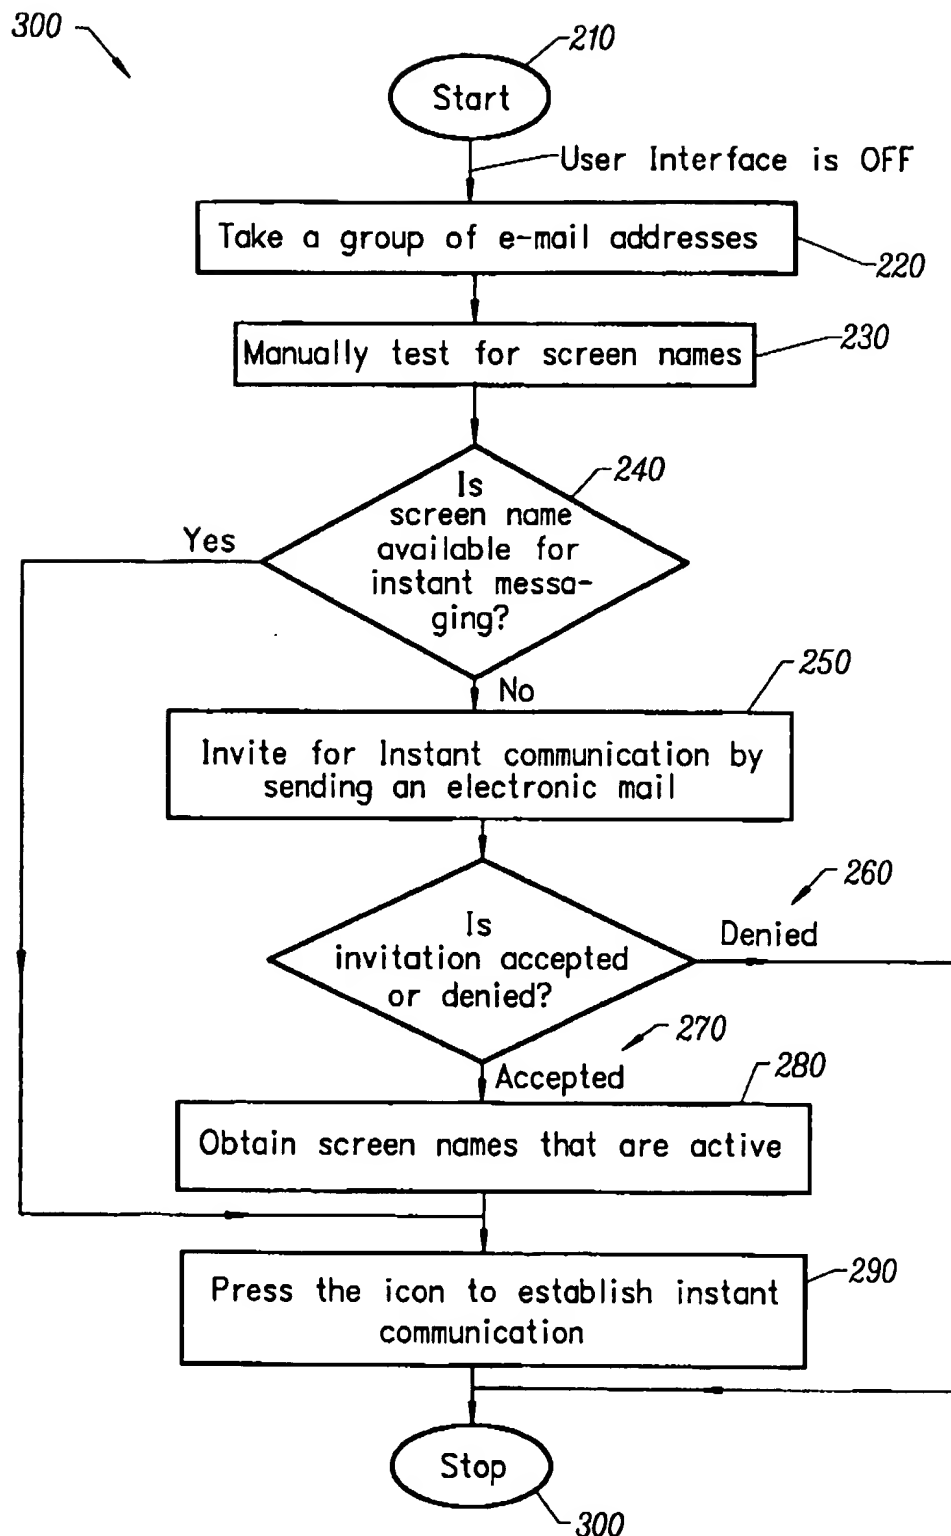 300
210
Start
User Interface is OFF
Take a group of e-mail addresses
220
Manually test for screen names
230
240
Is
screen name
available for
instant messa-
ging?
Yes
No
250
Invite for Instant communication by
sending an electronic mail
260
Is
invitation accepted
or denied?
Denied
270
Accepted
280
Obtain screen names that are active
290
Press the icon to establish instant
communication
Stop
300